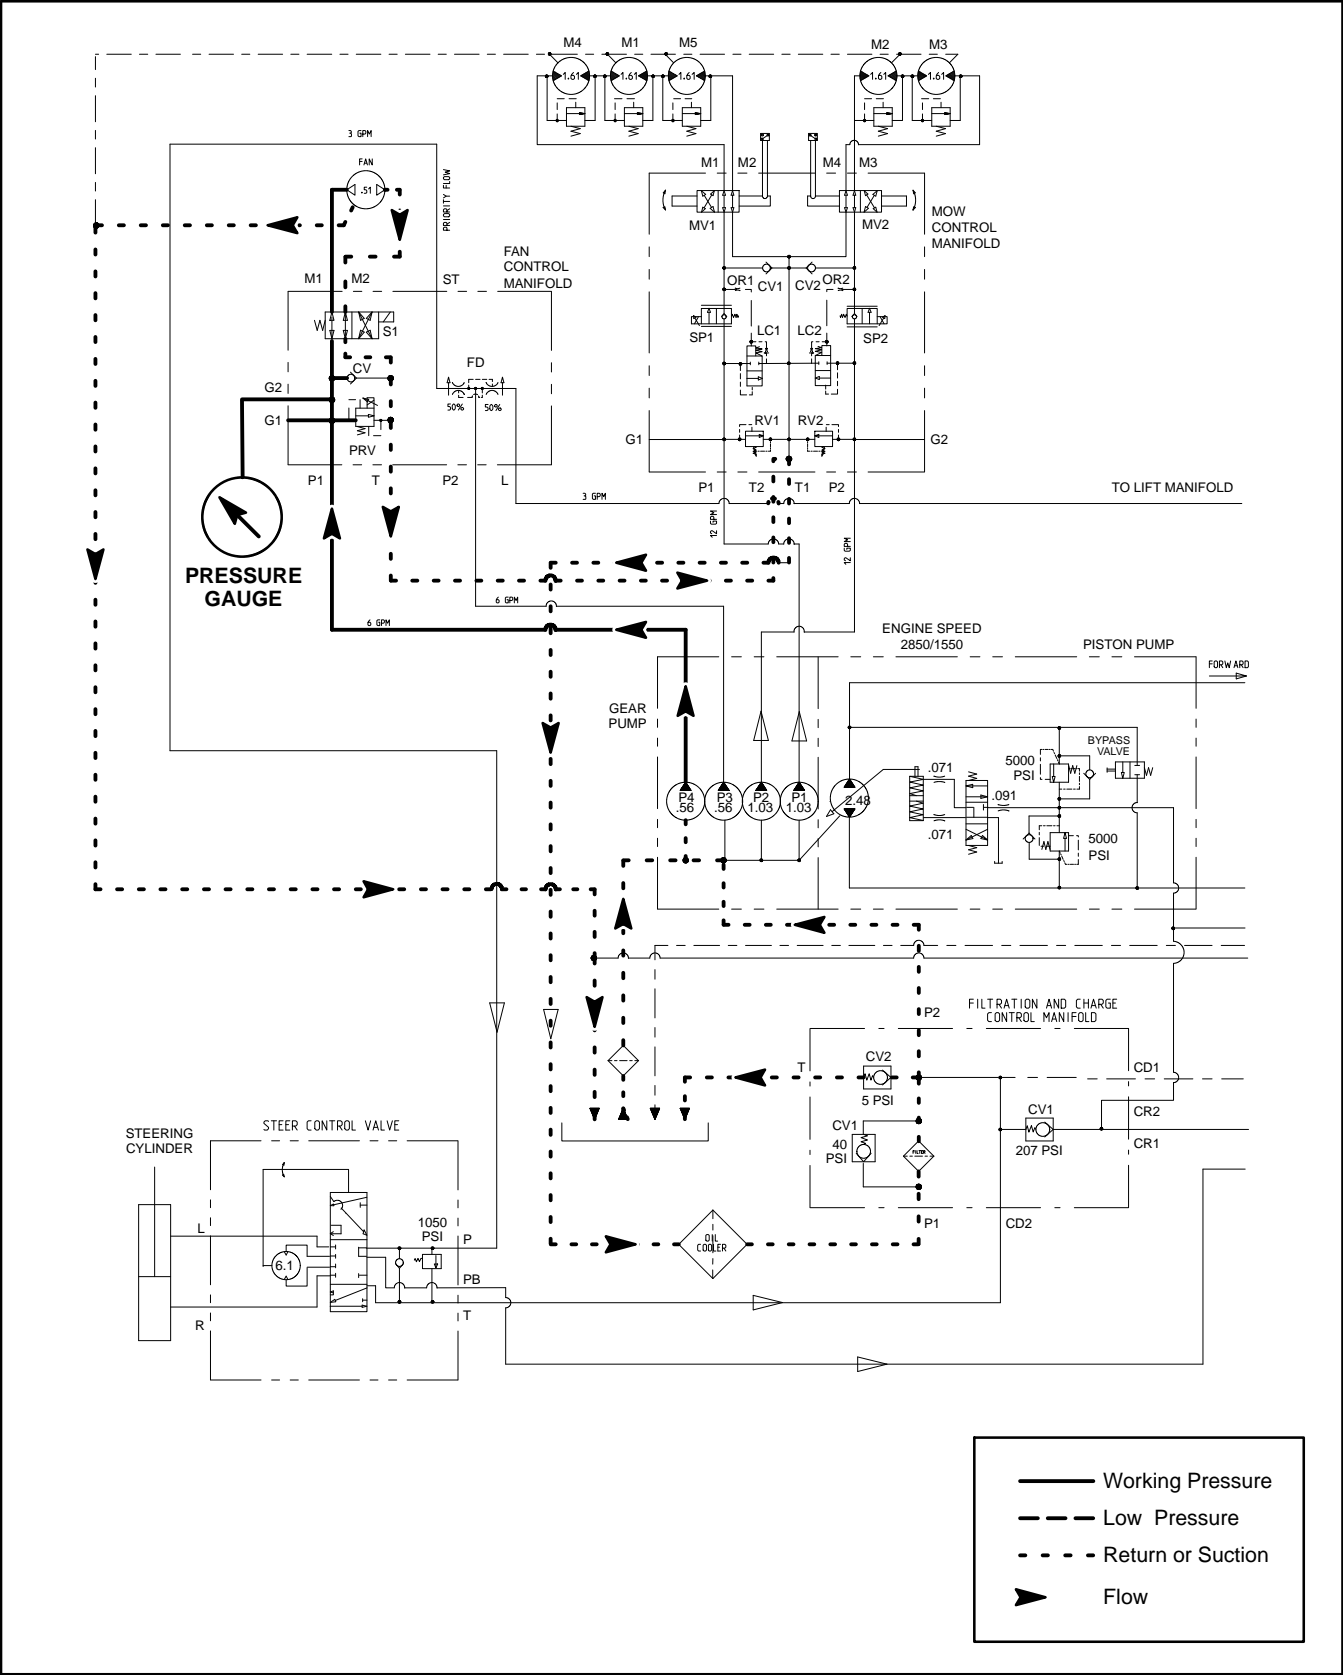 M4 M1 M5 M2 M3
1.61 1.61 1.61 1.61 1.61
3 GPM
FAN
.51
PRIORITY FLOW
M1 M2 M4 M3
MV1 MV2
MOW
CONTROL
MANIFOLD
FAN
CONTROL
MANIFOLD
M1 M2 ST
OR1 CV1 CV2 OR2
S1
SP1 LC1 LC2 SP2
CV
FD
G2
50% 50%
G1
RV1 RV2
G1 G2
PRV
P1 T P2 L
P1 T2 T1 P2
3 GPM
TO LIFT MANIFOLD
12 GPM
12 GPM
PRESSURE
GAUGE
6 GPM
6 GPM
ENGINE SPEED
2850/1550
PISTON PUMP
FORWARD
GEAR
PUMP
BYPASS
VALVE
5000
PSI
.071
.091
.071
P4
.56
P3
.56
P2
1.03
P1
1.03
2.48
5000
PSI
FILTRATION AND CHARGE
CONTROL MANIFOLD
P2
T
CV2
5 PSI
CD1
CV1
40
PSI
FILTER
CV1
207 PSI
CR2
CR1
P1 CD2
STEERING
CYLINDER
STEER CONTROL VALVE
L
1050
PSI
P
6.1
PB
T
R
OIL
COOLER
Working Pressure
Low Pressure
Return or Suction
Flow